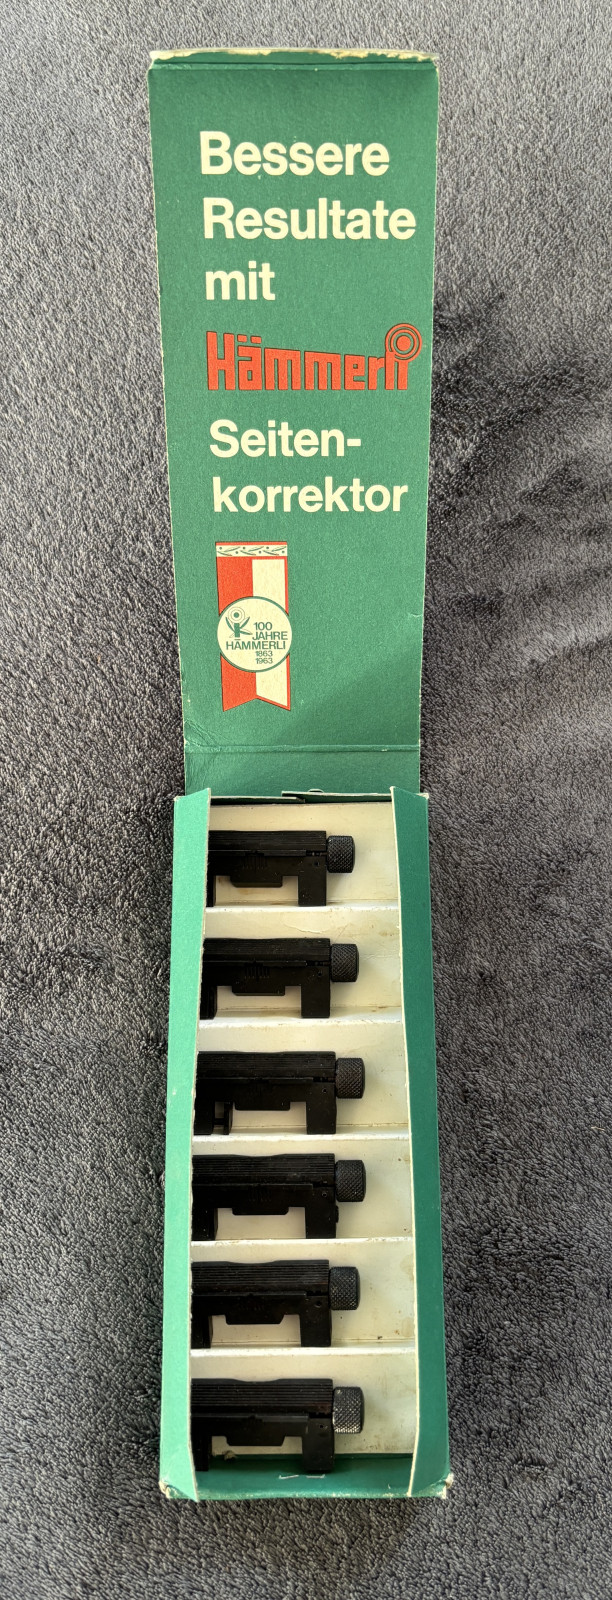 Bessere
Resultate
mit
Hämmerli
Seiten-
korrektor
100
JAHRE
HÄMMERLI
1863
1963